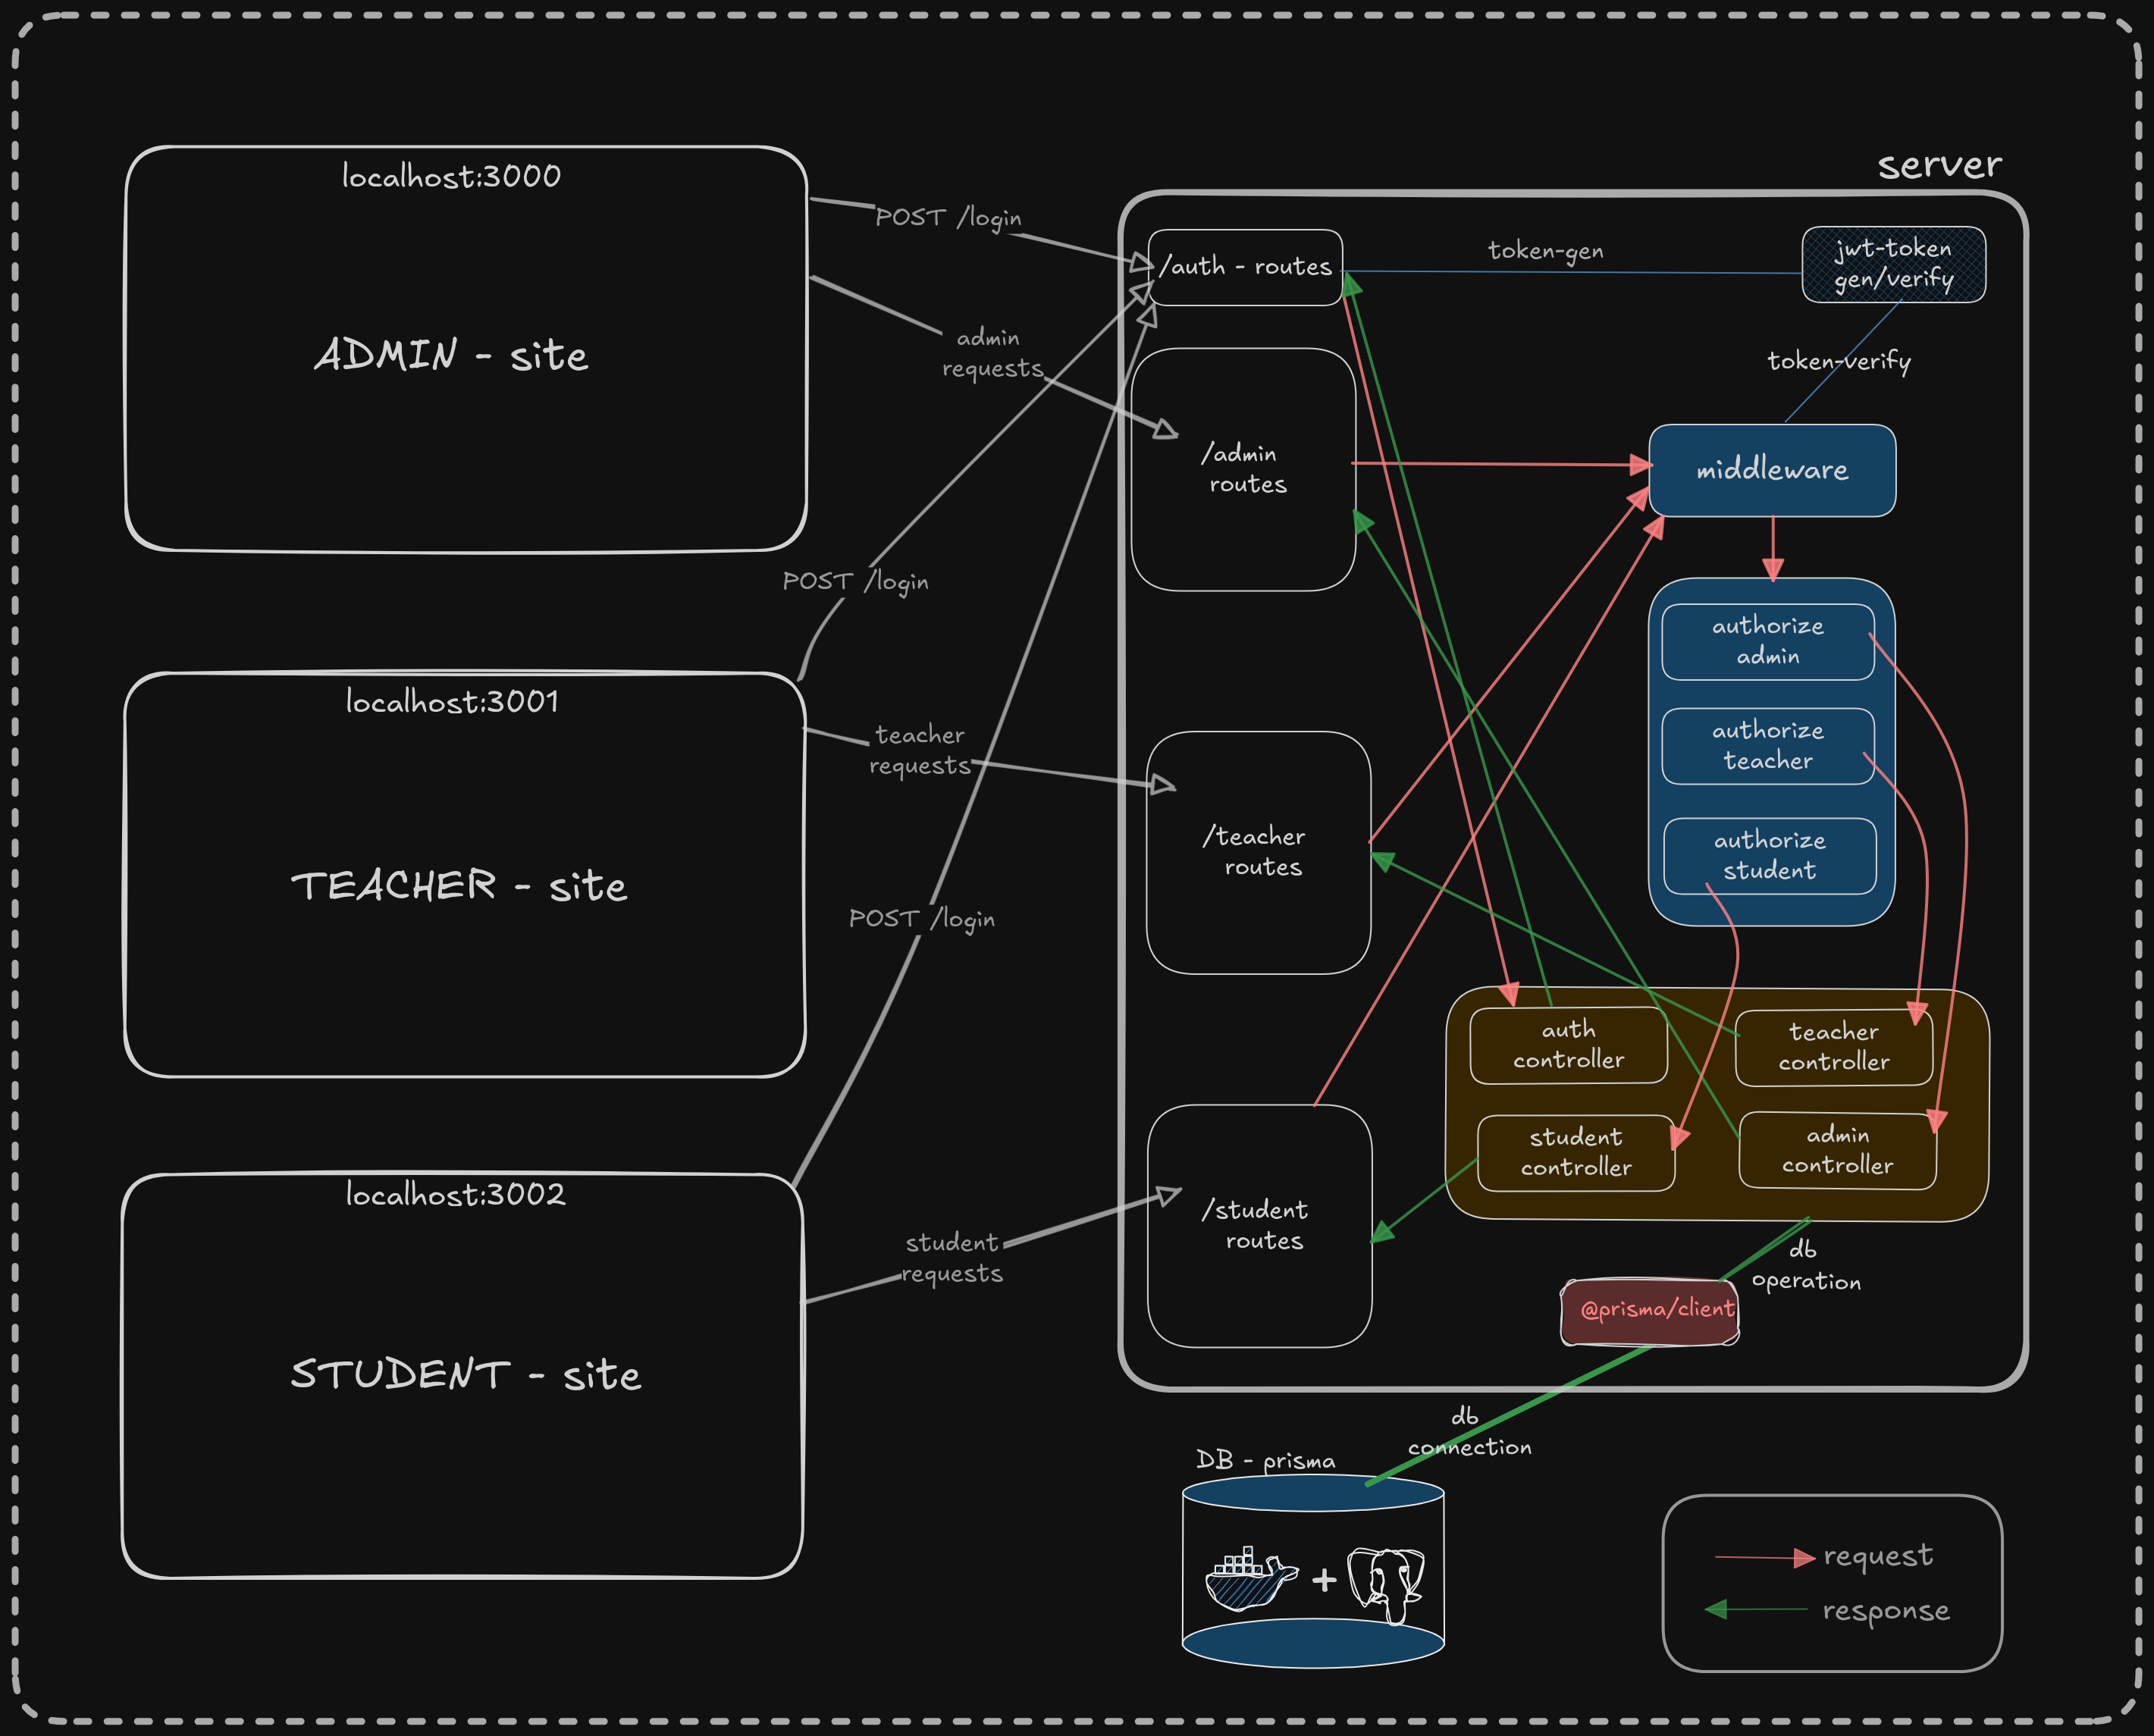 localhost:3000
ADMIN - site
POST /login
admin
requests
localhost:3001
TEACHER - site
POST /login
teacher
requests
localhost:3002
STUDENT - site
POST /login
student
requests
server
/auth - routes
token-gen
jwt-token
gen/verify
token-verify
/admin
routes
middleware
authorize
admin
authorize
teacher
authorize
student
/teacher
routes
auth
controller
teacher
controller
student
controller
admin
controller
/student
routes
db
operation
@prisma/client
db
connection
DB - prisma
+
request
response